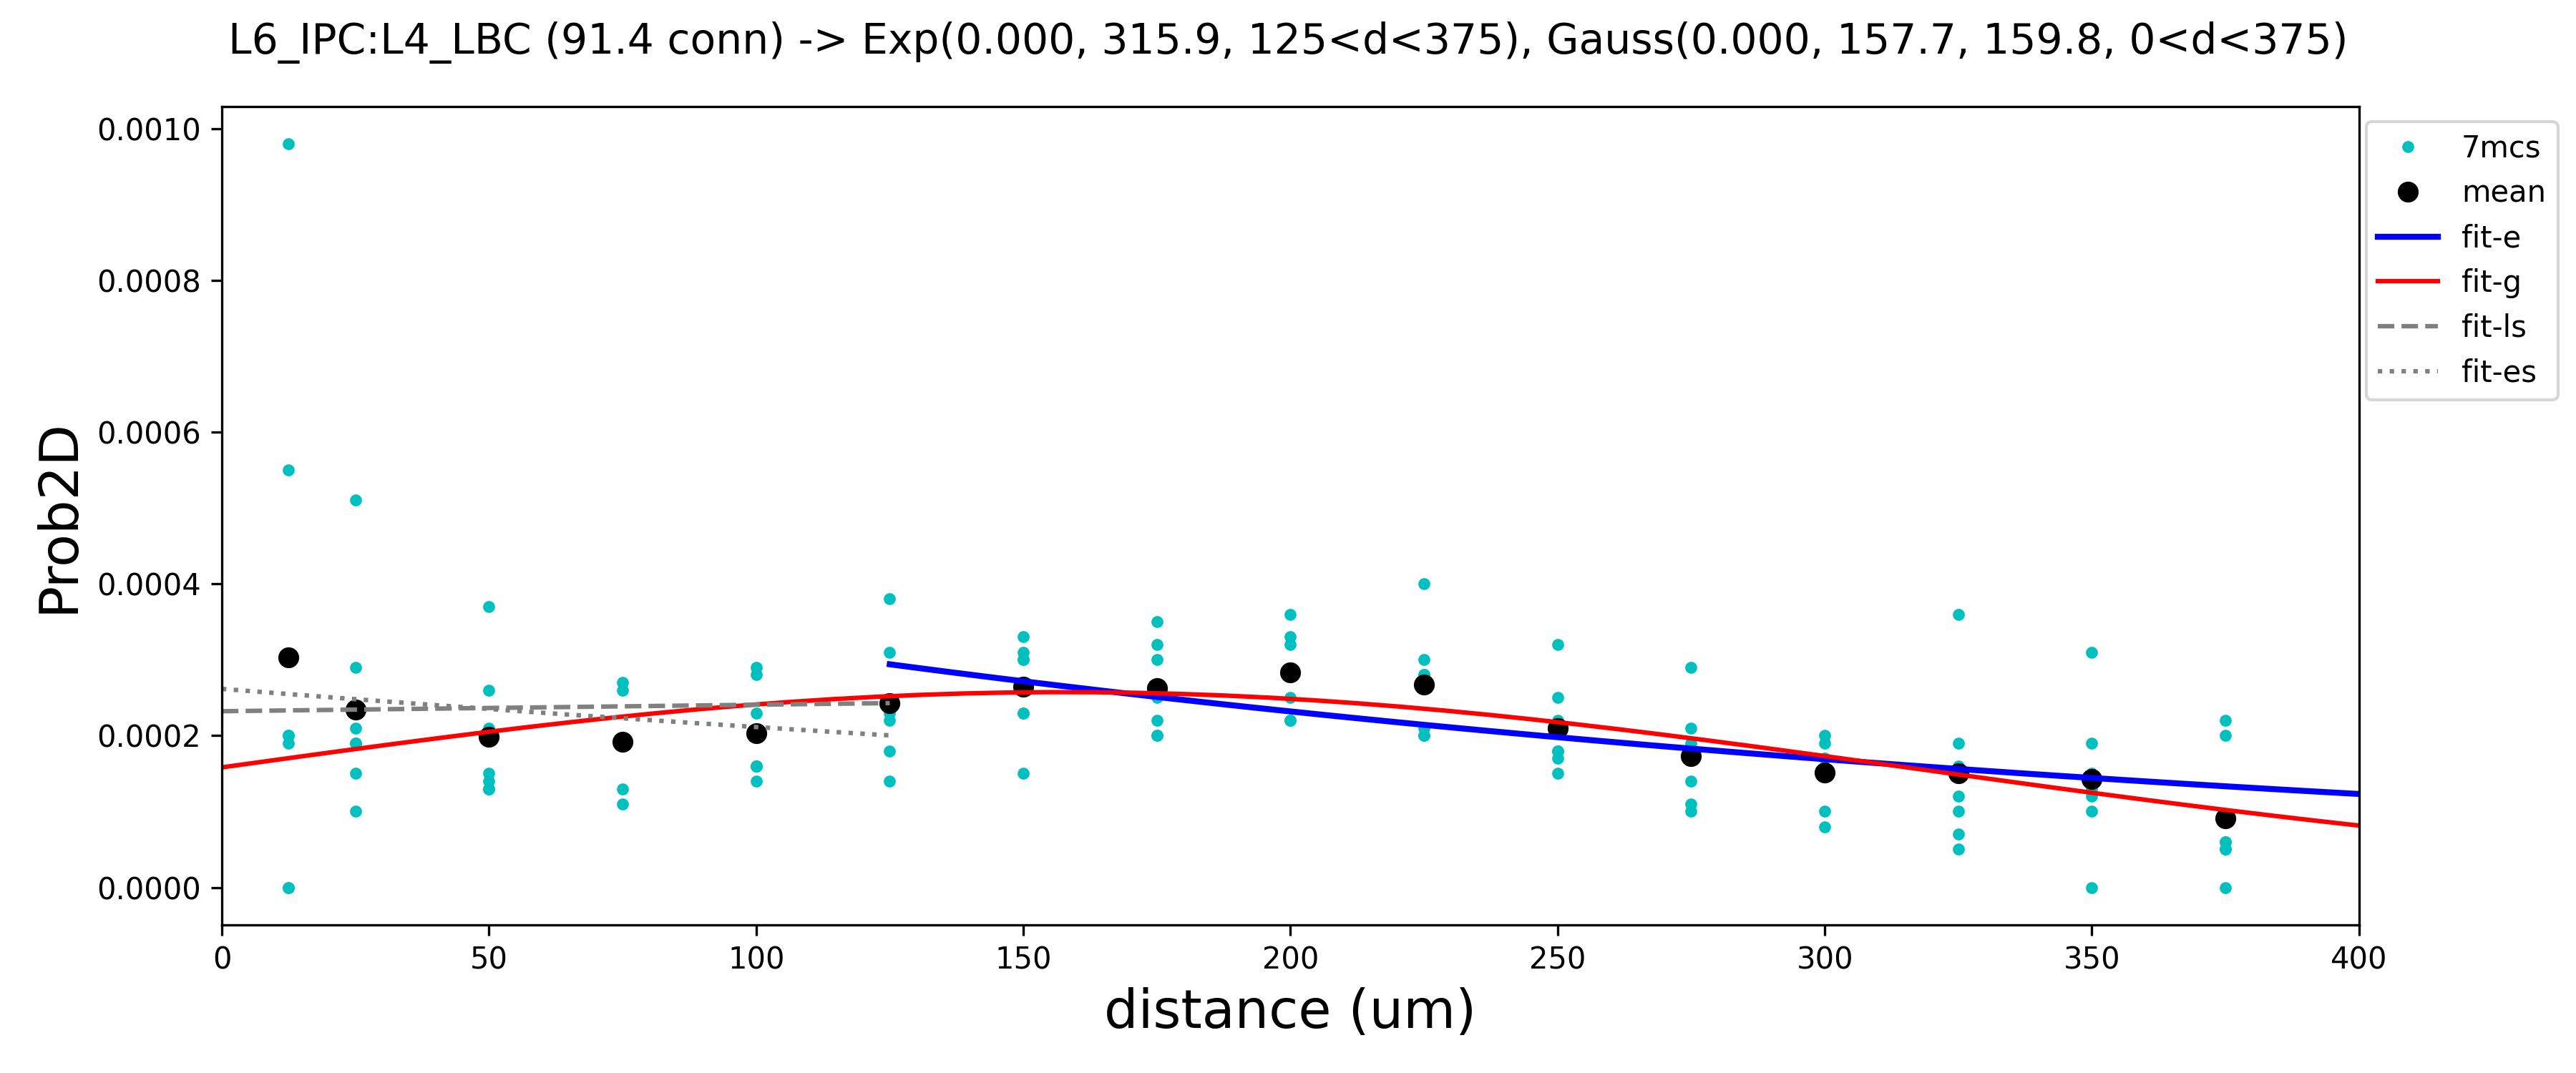 L6_IPC:L4_LBC (91.4 conn) -> Exp(0.000, 315.9, 125<d<375), Gauss(0.000, 157.7, 159.8, 0<d<375)
0.0010
0.0008
0.0006
0.0004
0.0002
0.0000
Prob2D
0 50 100 150 200 250 300 350 400
distance (um)
7mcs
mean
fit-e
fit-g
fit-ls
fit-es